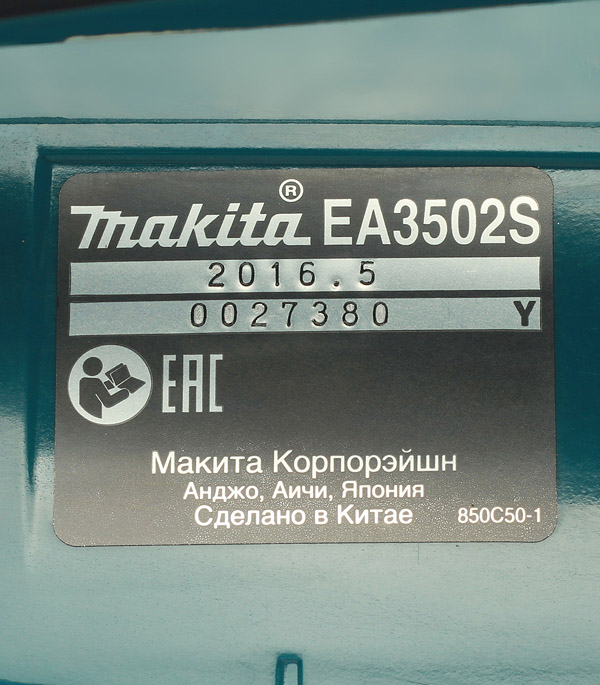 makita® EA3502S
2016.5
0027380 Y
EAC
Макита Корпорэйшн
Анджо, Аичи, Япония
Сделано в Китае 850C50-1